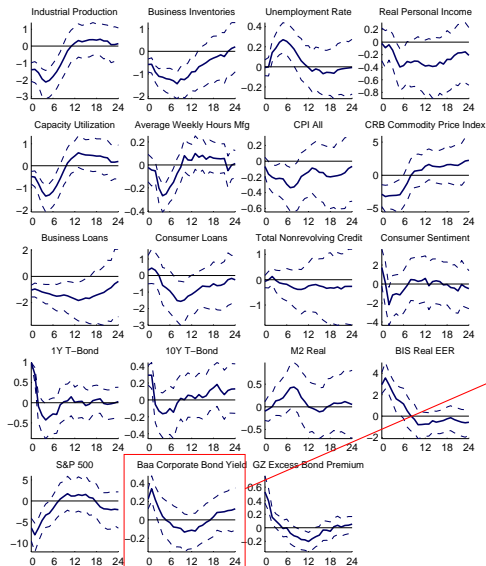 Industrial Production Business Inventories Unemployment Rate Real Personal Income
1 0 −1 −2 −3 0 6 12 18 24
1 0 −1 −2 0 6 12 18 24
0.4 0.2 0 −0.2 0 6 12 18 24
0.2 0 −0.2 −0.4 −0.6 −0.8 0 6 12 18 24
Capacity Utilization Average Weekly Hours Mfg CPI All CRB Commodity Price Index
1 0 −1 −2 0 6 12 18 24
0.2 0 −0.2 −0.4 0 6 12 18 24
0.2 0 −0.2 −0.4 −0.6 0 6 12 18 24
5 0 −5 0 6 12 18 24
Business Loans Consumer Loans Total Nonrevolving Credit Consumer Sentiment
2 0 −2 0 6 12 18 24
1 0 −1 −2 −3 0 6 12 18 24
1 0 −1 0 6 12 18 24
2 0 −2 −4 0 6 12 18 24
1Y T−Bond 10Y T−Bond M2 Real BIS Real EER
1 0.5 0 −0.5 0 6 12 18 24
0.4 0.2 0 −0.2 −0.4 0 6 12 18 24
1 0.5 0 −0.5 0 6 12 18 24
4 2 0 −2 0 6 12 18 24
S&P 500 Baa Corporate Bond Yield GZ Excess Bond Premium
5 0 −5 −10 0 6 12 18 24
0.4 0.2 0 −0.2 0 6 12 18 24
0.6 0.4 0.2 0 −0.2 0 6 12 18 24